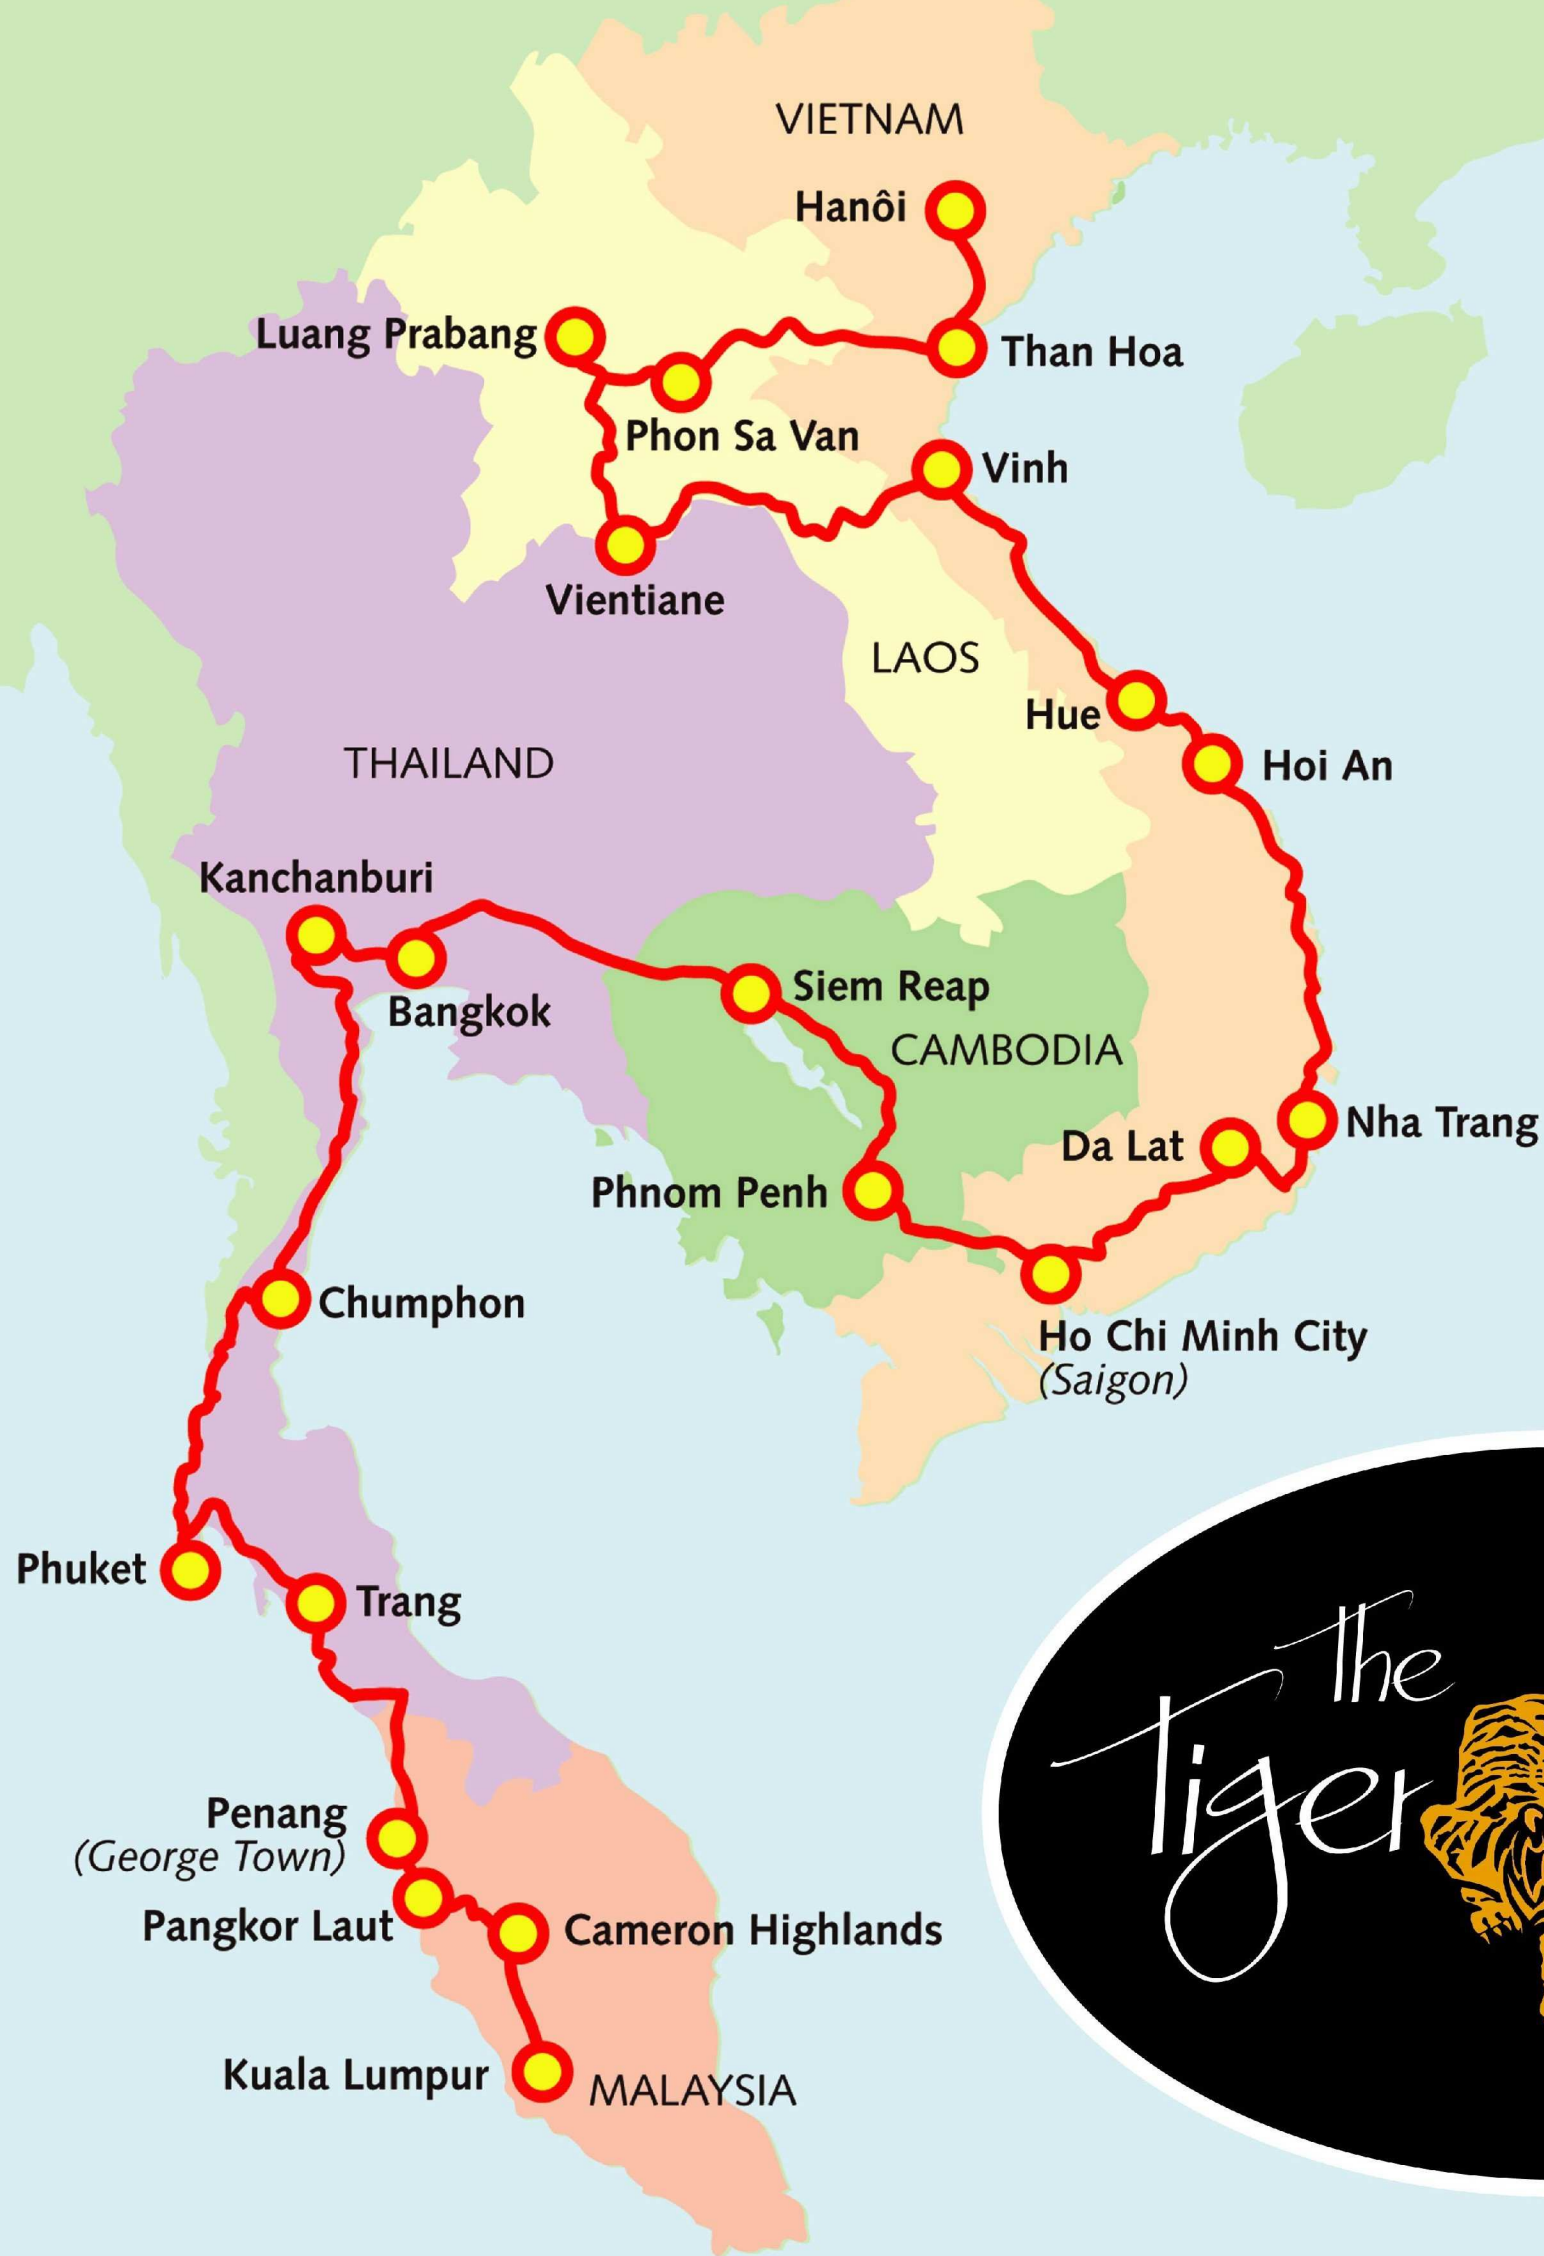 VIETNAM
Hanôi
Luang Prabang
Than Hoa
Phon Sa Van
Vinh
Vientiane
LAOS
Hue
Hoi An
THAILAND
Kanchanburi
Bangkok
Siem Reap
CAMBODIA
Nha Trang
Da Lat
Phnom Penh
Chumphon
Ho Chi Minh City
(Saigon)
Phuket
Trang
The
Tiger
Penang
(George Town)
Pangkor Laut
Cameron Highlands
Kuala Lumpur
MALAYSIA